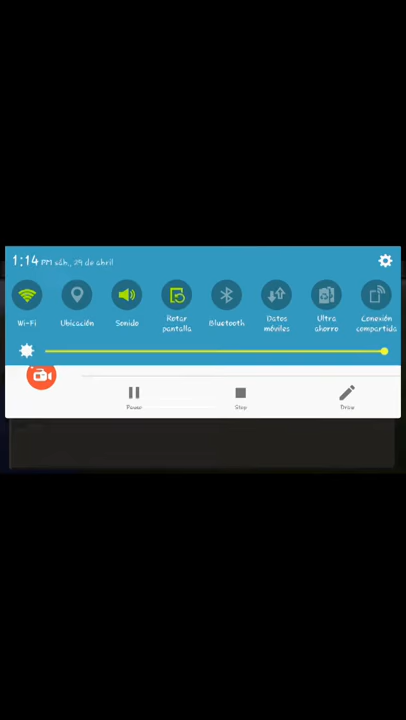 1:14 PM sáb., 29 de abril
Wi-Fi
Ubicación
Sonido
Rotar
pantalla
Bluetooth
Datos
móviles
Ultra
ahorro
Conexión
compartida
Pause
Stop
Draw